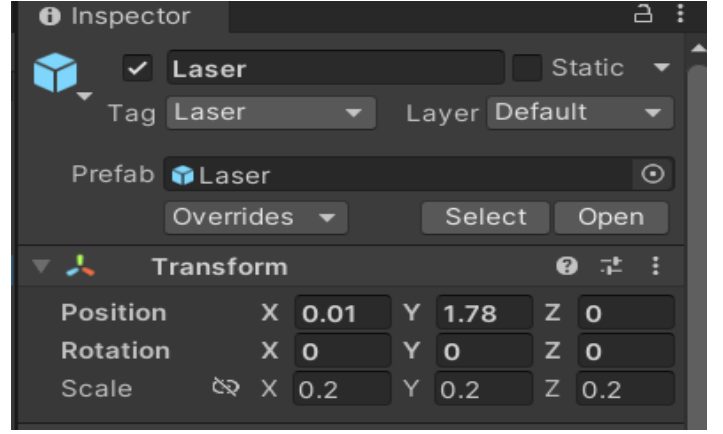 Inspector
Laser Static
Tag Laser Layer Default
Prefab Laser
Overrides Select Open
Transform
Position X 0.01 Y 1.78 Z 0
Rotation X 0 Y 0 Z 0
Scale X 0.2 Y 0.2 Z 0.2